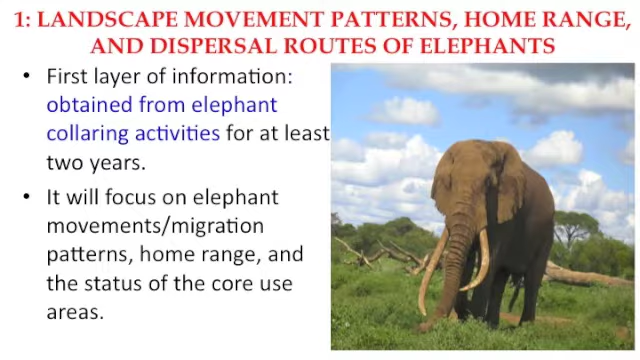 1: LANDSCAPE MOVEMENT PATTERNS, HOME RANGE,
AND DISPERSAL ROUTES OF ELEPHANTS
• First layer of information:
obtained from elephant
collaring activities for at least
two years.
• It will focus on elephant
movements/migration
patterns, home range, and
the status of the core use
areas.